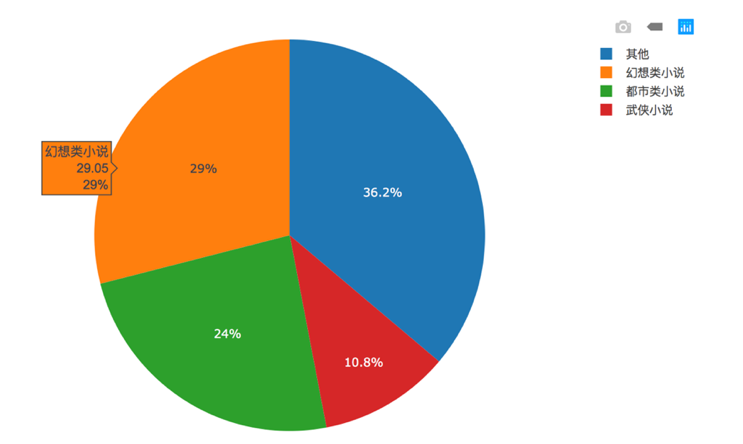 其他
幻想类小说
都市类小说
武侠小说
幻想类小说
29.05
29%
29%
36.2%
24%
10.8%